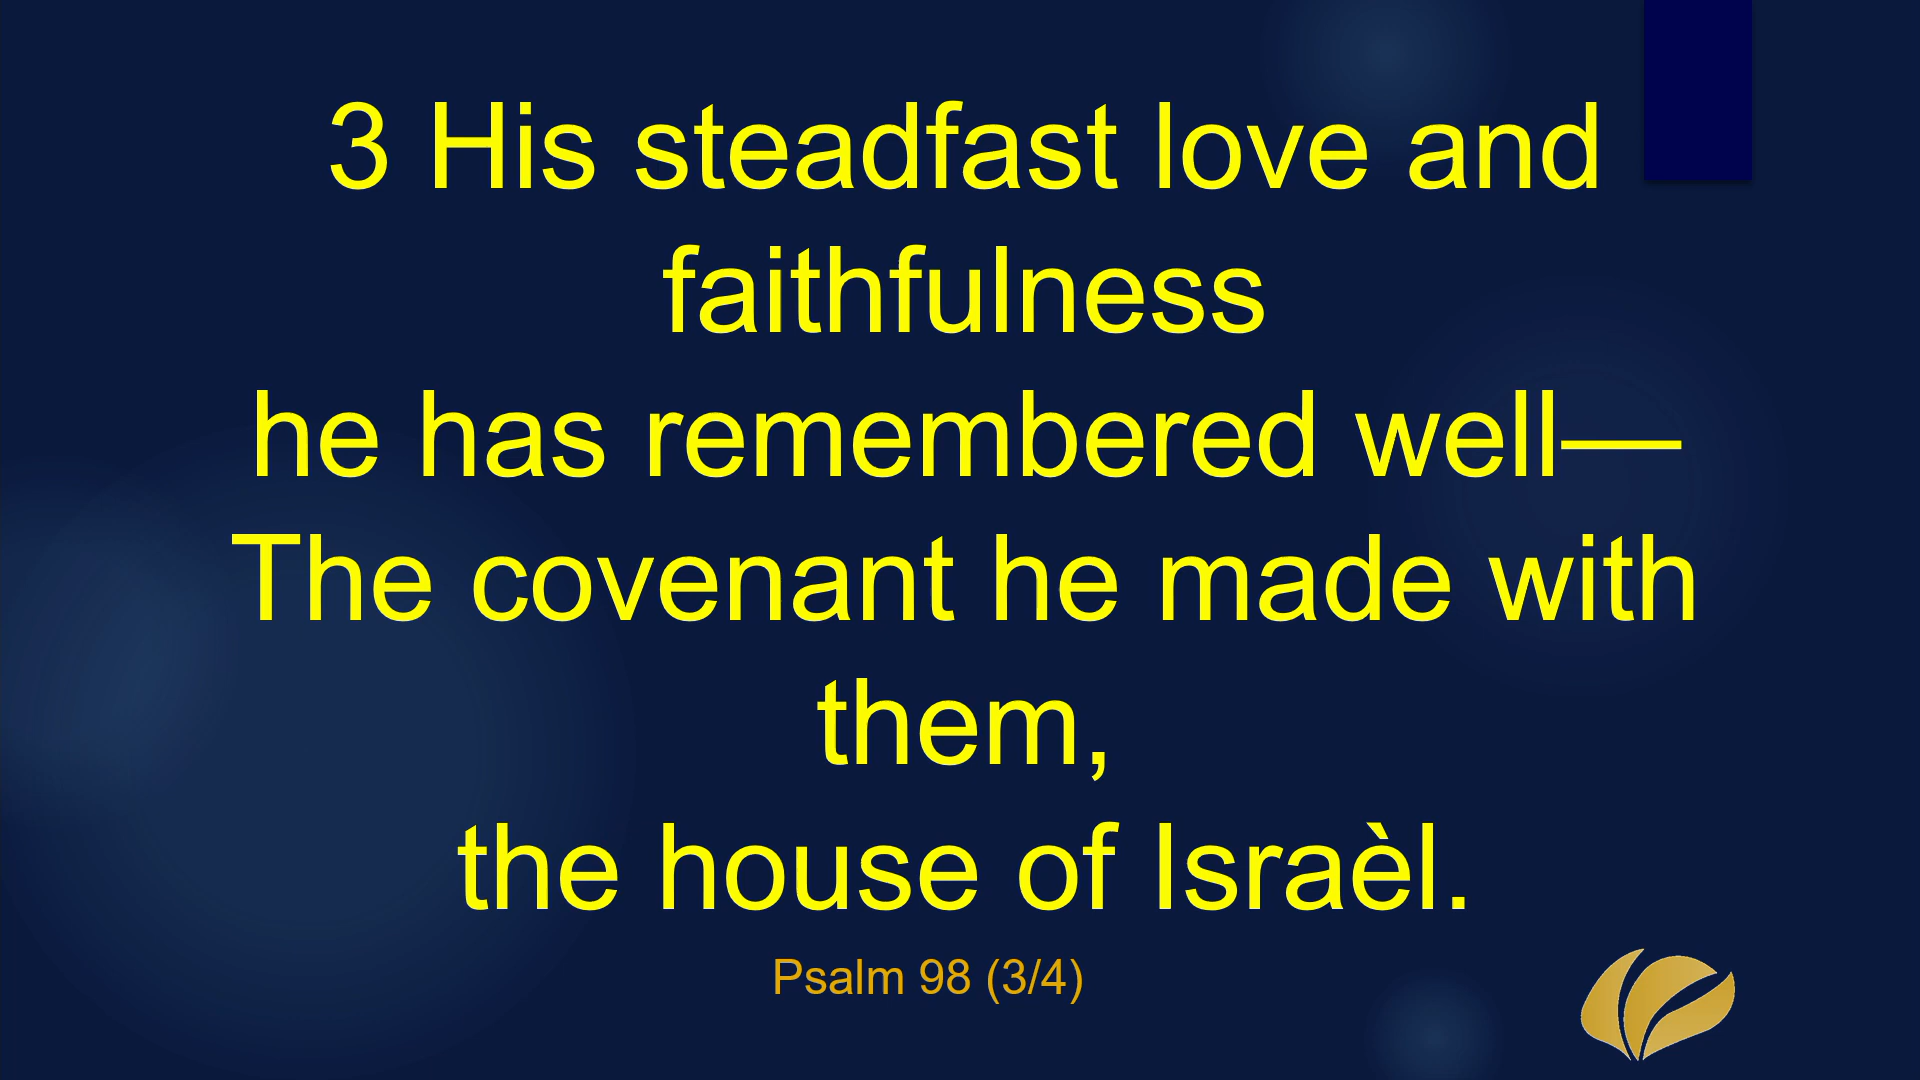 3 His steadfast love and
faithfulness
he has remembered well—
The covenant he made with
them,
the house of Israèl.
Psalm 98 (3/4)